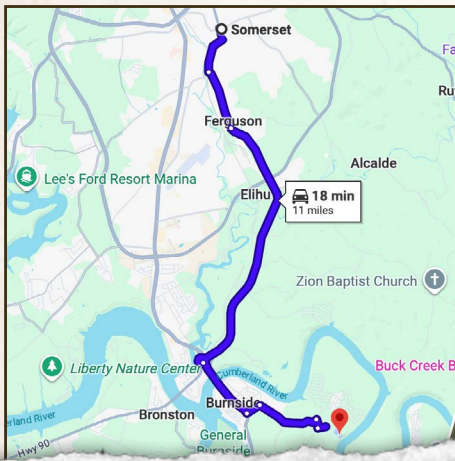 Somerset
Fa
Ru
Ferguson
Alcalde
Lee's Ford Resort Marina
Elihu
18 min
11 miles
Zion Baptist Church
Liberty Nature Center
Cumberland River
Buck Creek B
erland River
Bronston
Burnside
Hwy 90
General
Burnside